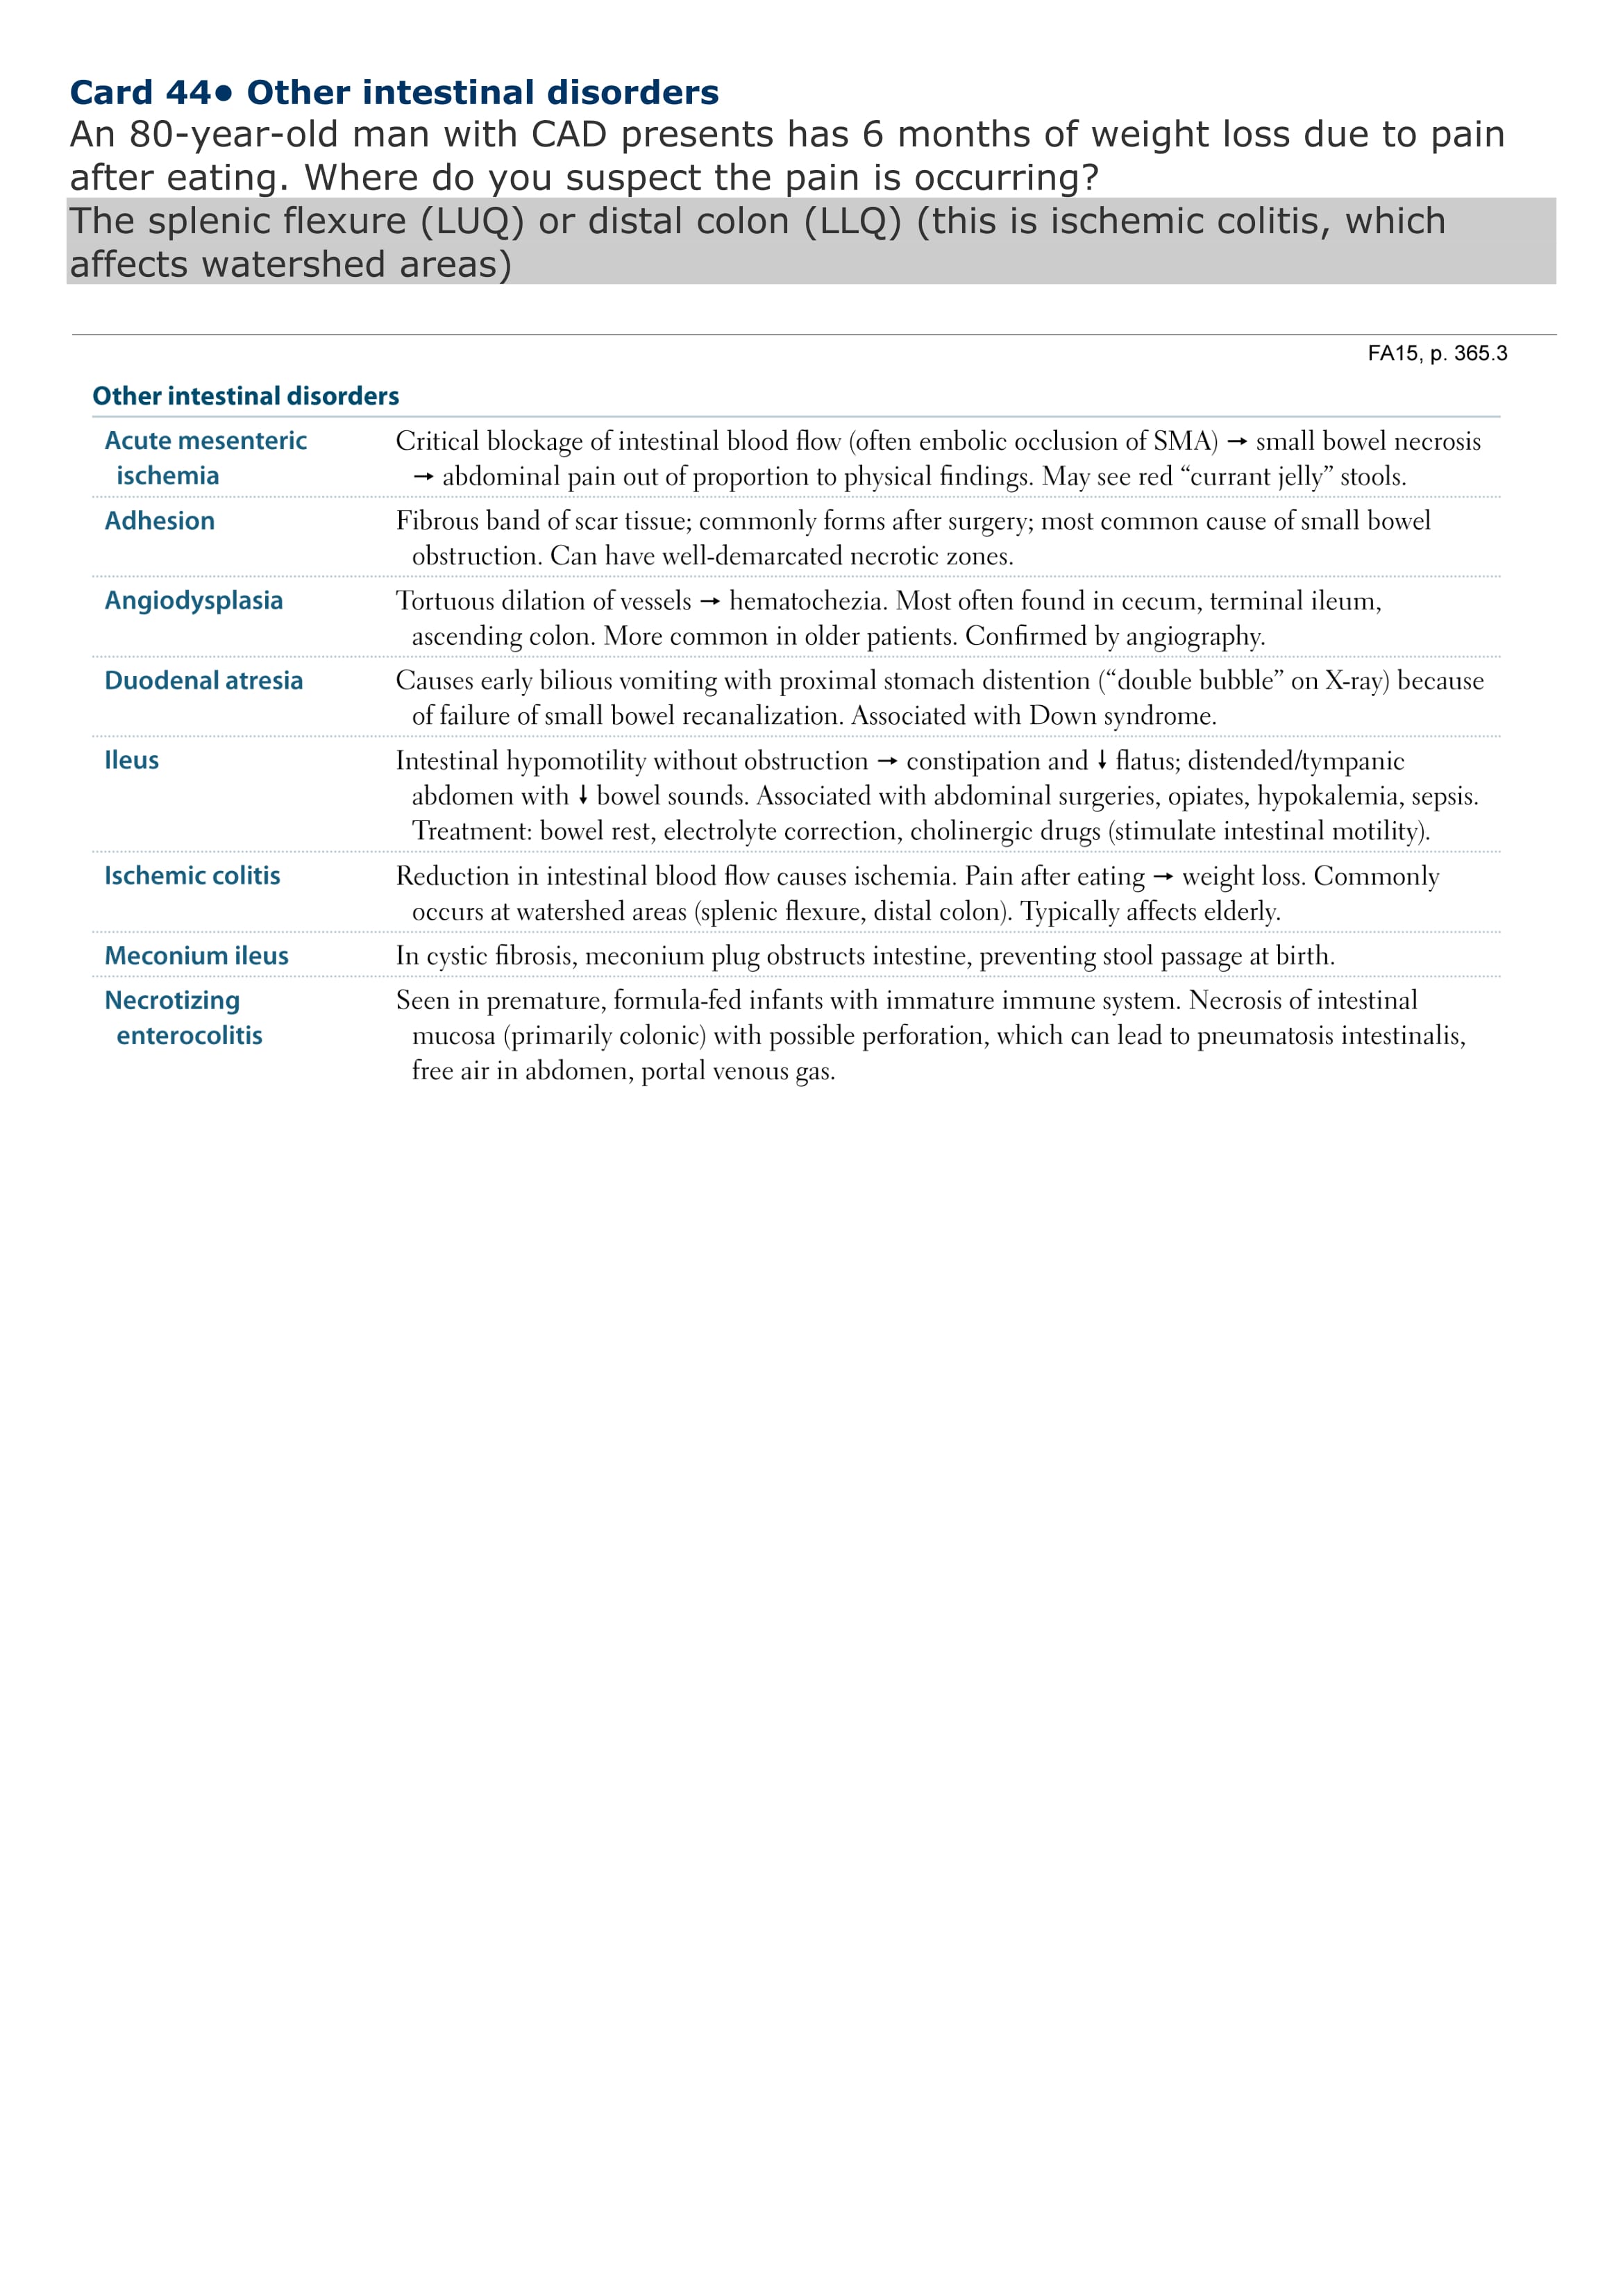 Card 44● Other intestinal disorders
An 80-year-old man with CAD presents has 6 months of weight loss due to pain
after eating. Where do you suspect the pain is occurring?
The splenic flexure (LUQ) or distal colon (LLQ) (this is ischemic colitis, which
affects watershed areas)
FA15, p. 365.3
Other intestinal disorders
Acute mesenteric ischemia
Critical blockage of intestinal blood flow (often embolic occlusion of SMA) → small bowel necrosis
→ abdominal pain out of proportion to physical findings. May see red “currant jelly” stools.
Adhesion
Fibrous band of scar tissue; commonly forms after surgery; most common cause of small bowel
obstruction. Can have well-demarcated necrotic zones.
Angiodysplasia
Tortuous dilation of vessels → hematochezia. Most often found in cecum, terminal ileum,
ascending colon. More common in older patients. Confirmed by angiography.
Duodenal atresia
Causes early bilious vomiting with proximal stomach distention (“double bubble” on X-ray) because
of failure of small bowel recanalization. Associated with Down syndrome.
Ileus
Intestinal hypomotility without obstruction → constipation and ↓ flatus; distended/tympanic
abdomen with ↓ bowel sounds. Associated with abdominal surgeries, opiates, hypokalemia, sepsis.
Treatment: bowel rest, electrolyte correction, cholinergic drugs (stimulate intestinal motility).
Ischemic colitis
Reduction in intestinal blood flow causes ischemia. Pain after eating → weight loss. Commonly
occurs at watershed areas (splenic flexure, distal colon). Typically affects elderly.
Meconium ileus
In cystic fibrosis, meconium plug obstructs intestine, preventing stool passage at birth.
Necrotizing enterocolitis
Seen in premature, formula-fed infants with immature immune system. Necrosis of intestinal
mucosa (primarily colonic) with possible perforation, which can lead to pneumatosis intestinalis,
free air in abdomen, portal venous gas.